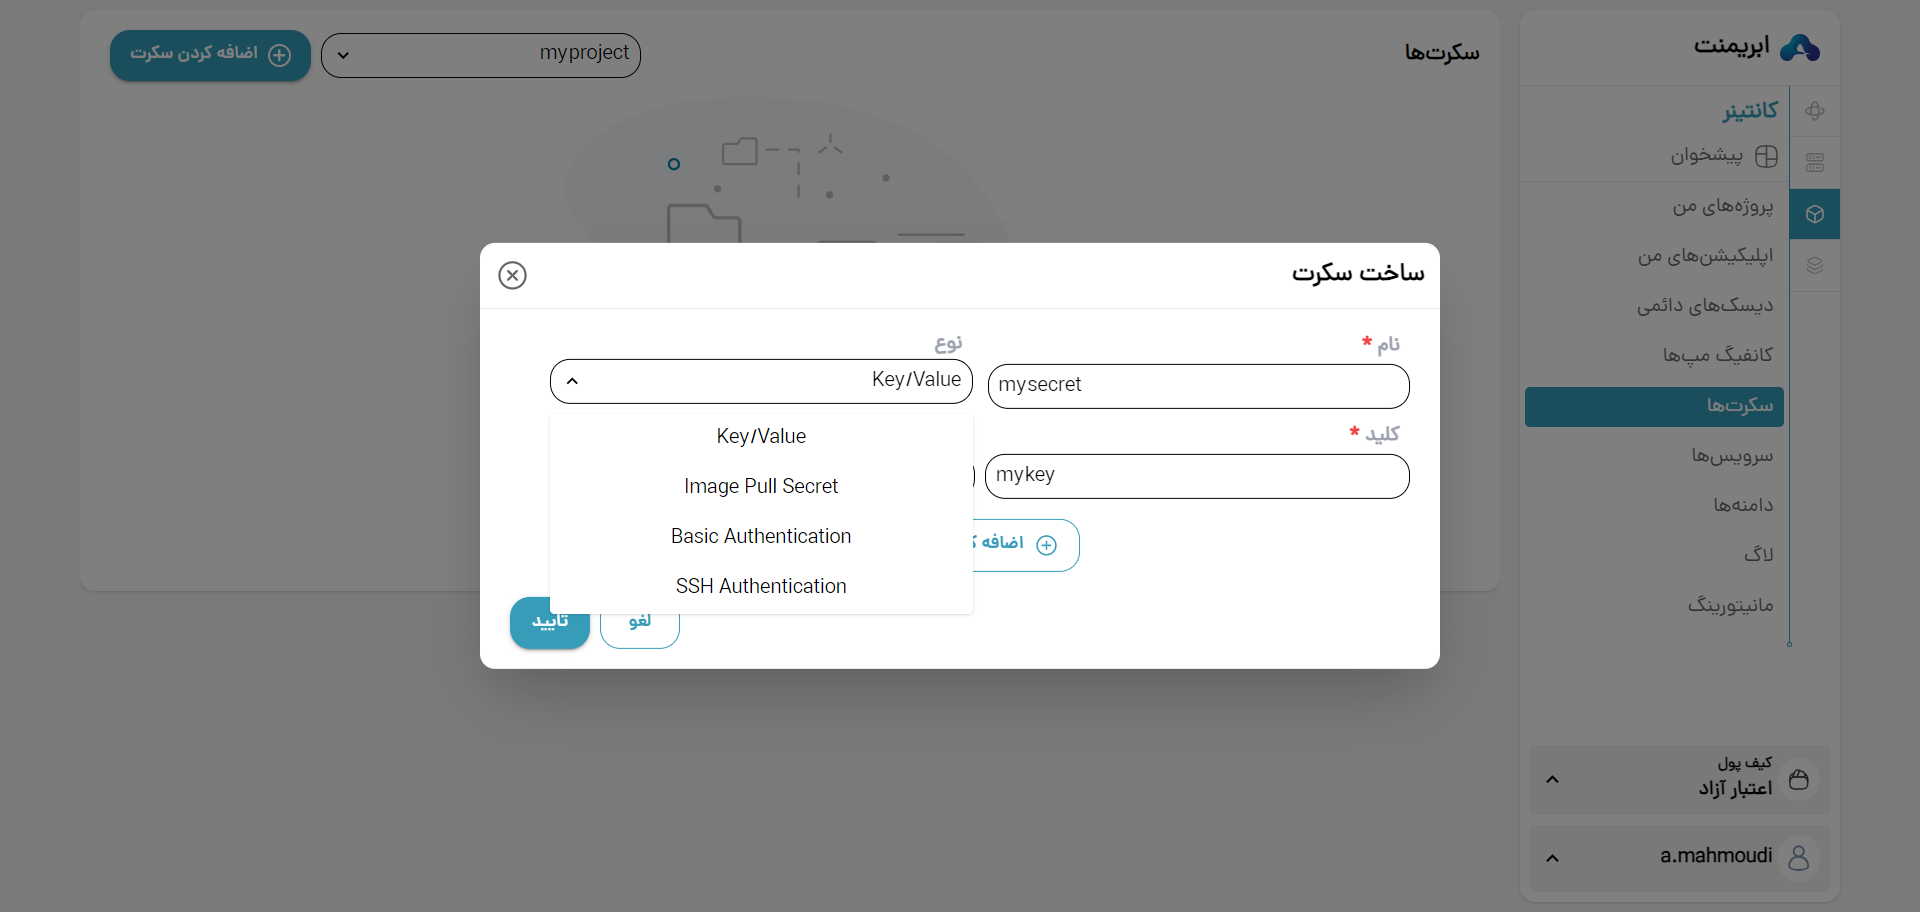 ابریمنت
کانتینر
پیشخوان
پروژه‌های من
اپلیکیشن‌های من
دیسک‌های دائمی
کانفیگ مپ‌ها
سکرت‌ها
سرویس‌ها
دامنه‌ها
لاگ
مانیتورینگ
کیف پول
اعتبار آزاد
a.mahmoudi
سکرت‌ها
myproject
اضافه کردن سکرت
ساخت سکرت
نام *
mysecret
نوع
Key/Value
Key/Value
Image Pull Secret
Basic Authentication
SSH Authentication
کلید *
mykey
اضافه
لغو
تایید